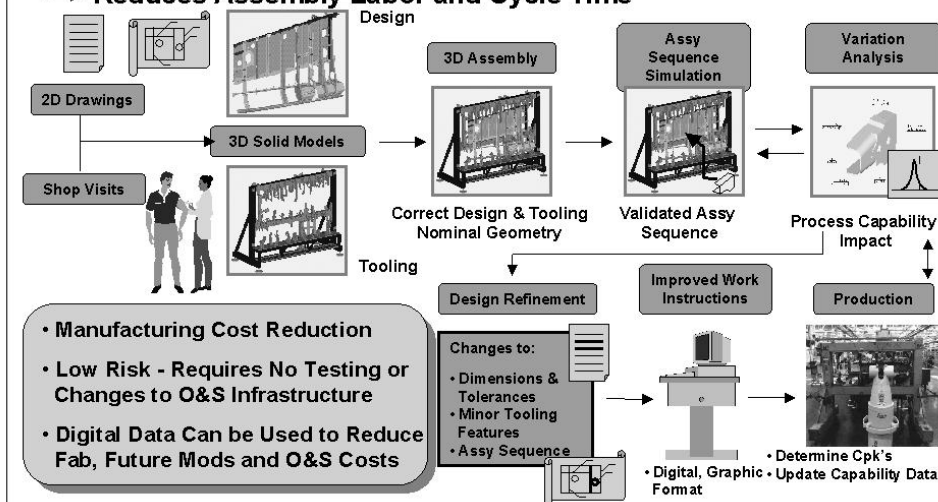 Reduces Assembly Labor and Cycle Time
Design
2D Drawings
Shop Visits
3D Solid Models
Tooling
3D Assembly
Correct Design & Tooling
Nominal Geometry
Assy
Sequence
Simulation
Validated Assy
Sequence
Variation
Analysis
Process Capability
Impact
Design Refinement
Changes to:
• Dimensions &
Tolerances
• Minor Tooling
Features
• Assy Sequence
Improved Work
Instructions
• Digital, Graphic
Format
Production
• Determine Cpk's
• Update Capability Data
• Manufacturing Cost Reduction
• Low Risk - Requires No Testing or
Changes to O&S Infrastructure
• Digital Data Can be Used to Reduce
Fab, Future Mods and O&S Costs